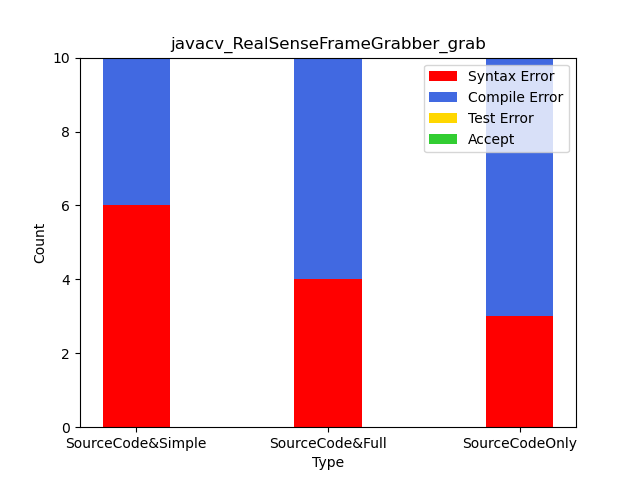 javacv_RealSenseFrameGrabber_grab
10
8
6
4
2
0
Count
Syntax Error
Compile Error
Test Error
Accept
SourceCode&Simple
SourceCode&Full
SourceCodeOnly
Type